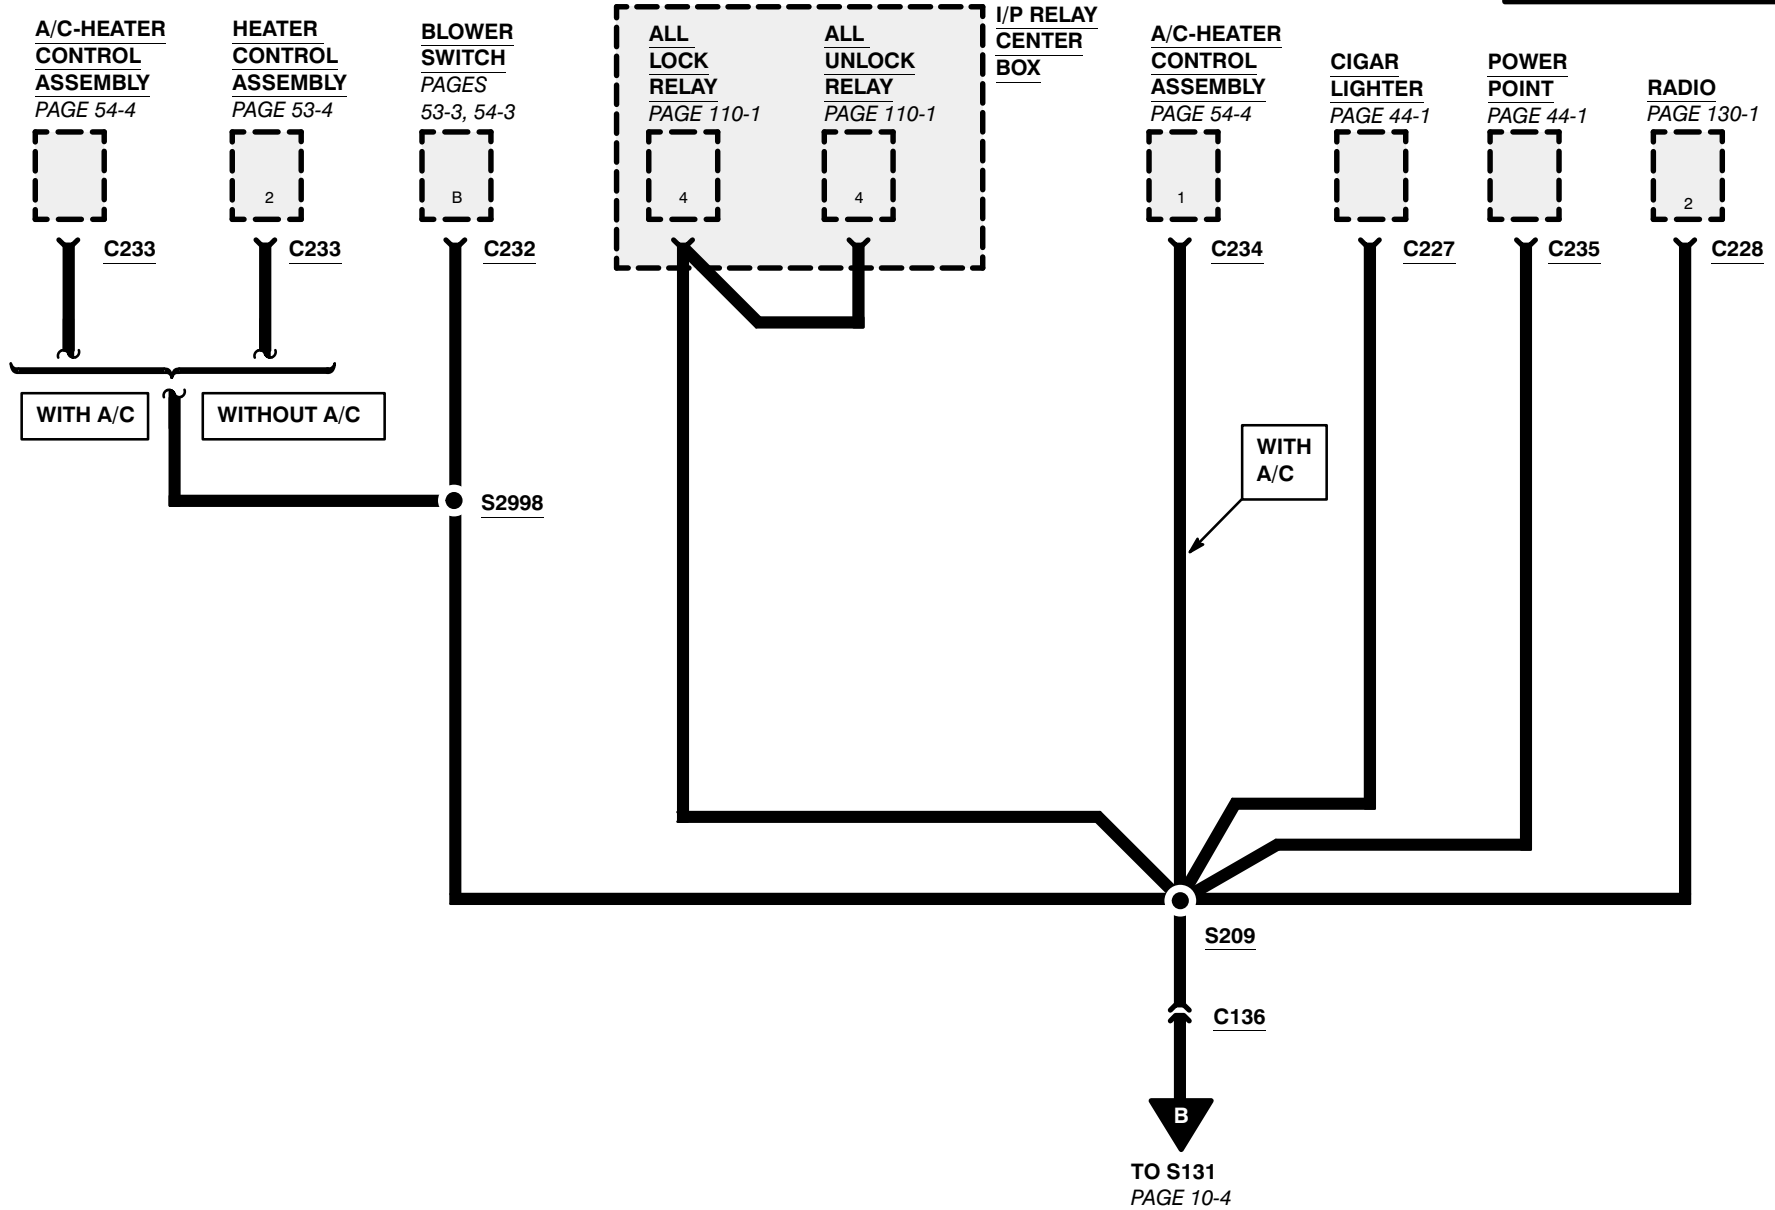 A/C-HEATER
CONTROL
ASSEMBLY
PAGE 54-4
HEATER
CONTROL
ASSEMBLY
PAGE 53-4
BLOWER
SWITCH
PAGES
53-3, 54-3
ALL
LOCK
RELAY
PAGE 110-1
ALL
UNLOCK
RELAY
PAGE 110-1
I/P RELAY
CENTER
BOX
A/C-HEATER
CONTROL
ASSEMBLY
PAGE 54-4
CIGAR
LIGHTER
PAGE 44-1
POWER
POINT
PAGE 44-1
RADIO
PAGE 130-1
2
B
4
4
1
2
C233
C233
C232
C234
C227
C235
C228
WITH A/C
WITHOUT A/C
WITH
A/C
S2998
S209
C136
B
TO S131
PAGE 10-4